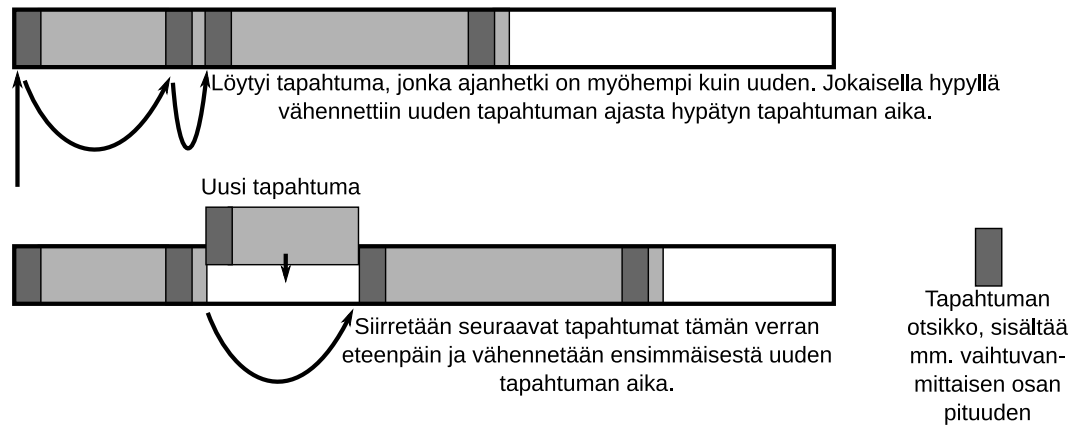 Löytyi tapahtuma, jonka ajanhetki on myöhempi kuin uuden. Jokaisella hypyllä
vähennettiin uuden tapahtuman ajasta hypätyn tapahtuman aika.
Uusi tapahtuma
Siirretään seuraavat tapahtumat tämän verran
eteenpäin ja vähennetään ensimmäisestä uuden
tapahtuman aika.
Tapahtuman
otsikko, sisältää
mm. vaihtuvan-
mittaisen osan
pituuden